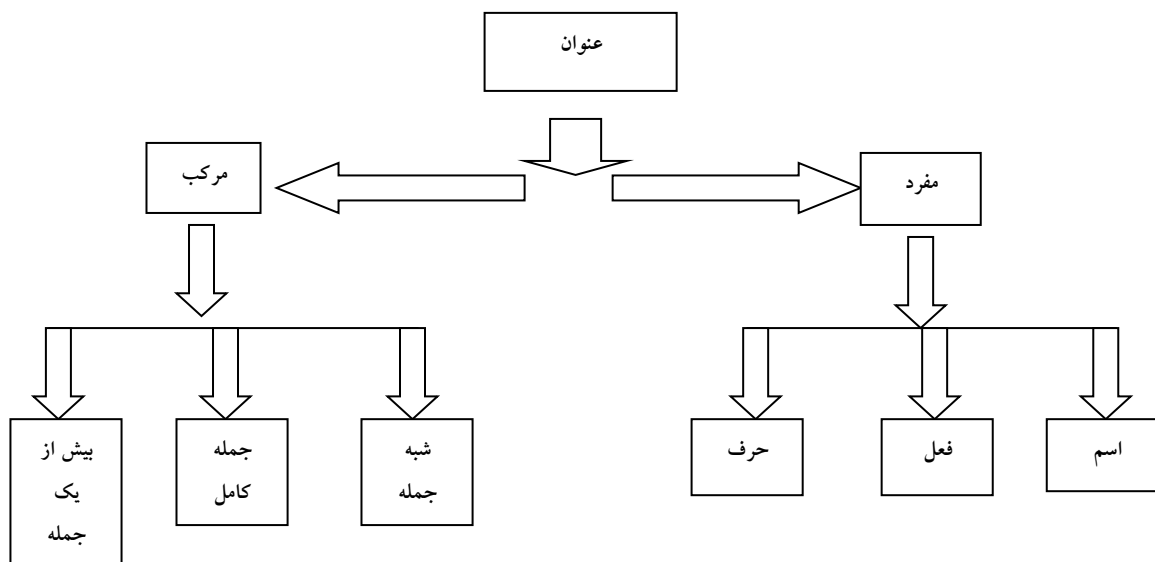 عنوان
مفرد
مرکب
اسم
فعل
حرف
شبه
جمله
جمله
کامل
بیش از
یک
جمله